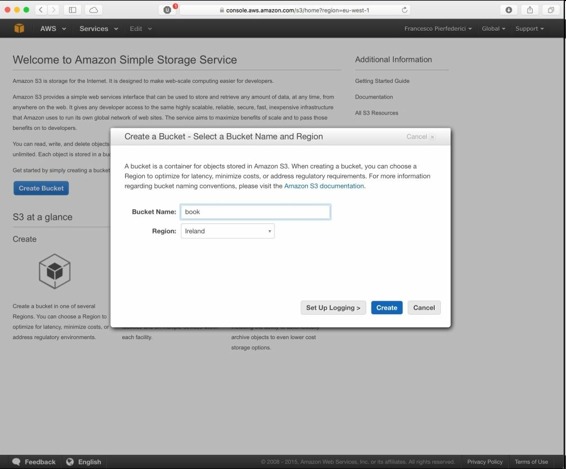 console.aws.amazon.com/s3/home?region=eu-west-1
AWS Services Edit Francesco Pierfederici Global Support
Welcome to Amazon Simple Storage Service
Additional Information
Amazon S3 is storage for the Internet. It is designed to make web-scale computing easier for developers.
Getting Started Guide
Amazon S3 provides a simple web services interface that can be used to store and retrieve any amount of data, at any time, from
Documentation
anywhere on the web. It gives any developer access to the same highly scalable, reliable, secure, fast, inexpensive infrastructure
All S3 Resources
that Amazon uses to run its own global network of web sites. The service aims to maximize benefits of scale and to pass those
benefits on to developers.
You can read, write, and delete objects
unlimited. Each object is stored in a buc
Get started by simply creating a bucket
Create Bucket
S3 at a glance
Create
Create a Bucket - Select a Bucket Name and Region
Cancel x
A bucket is a container for objects stored in Amazon S3. When creating a bucket, you can choose a
Region to optimize for latency, minimize costs, or address regulatory requirements. For more information
regarding bucket naming conventions, please visit the Amazon S3 documentation.
Bucket Name: book
Region: Ireland
Set Up Logging > Create Cancel
Create a bucket in one of several
Regions. You can choose a Region to
optimize for latency, minimize costs, or
address regulatory environments.
each facility.
archive objects to even lower cost
storage options.
Feedback English © 2008 - 2015, Amazon Web Services, Inc. or its affiliates. All rights reserved. Privacy Policy Terms of Use